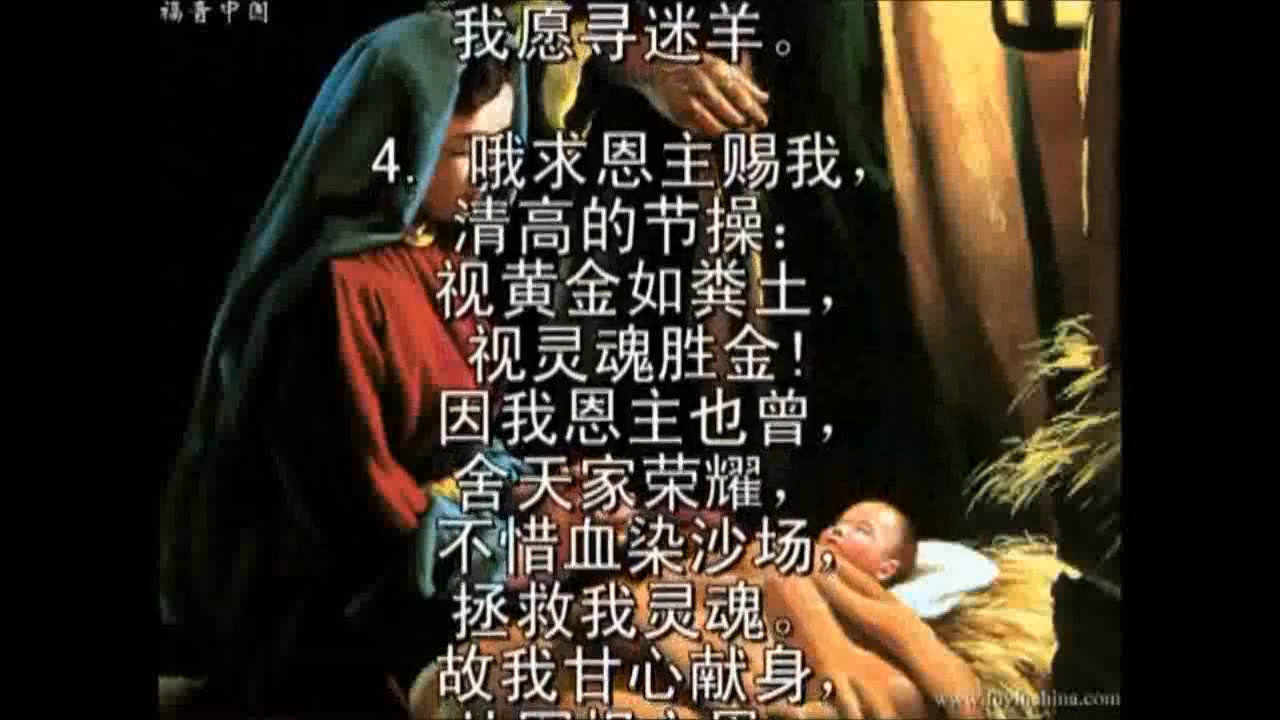 福音中国
我愿寻迷羊。
4. 哦求恩主赐我，
清高的节操：
视黄金如粪土，
视灵魂胜金！
因我恩主也曾，
舍天家荣耀，
不惜血染沙场，
拯救我灵魂。
故我甘心献身，
www.fuyinchina.com